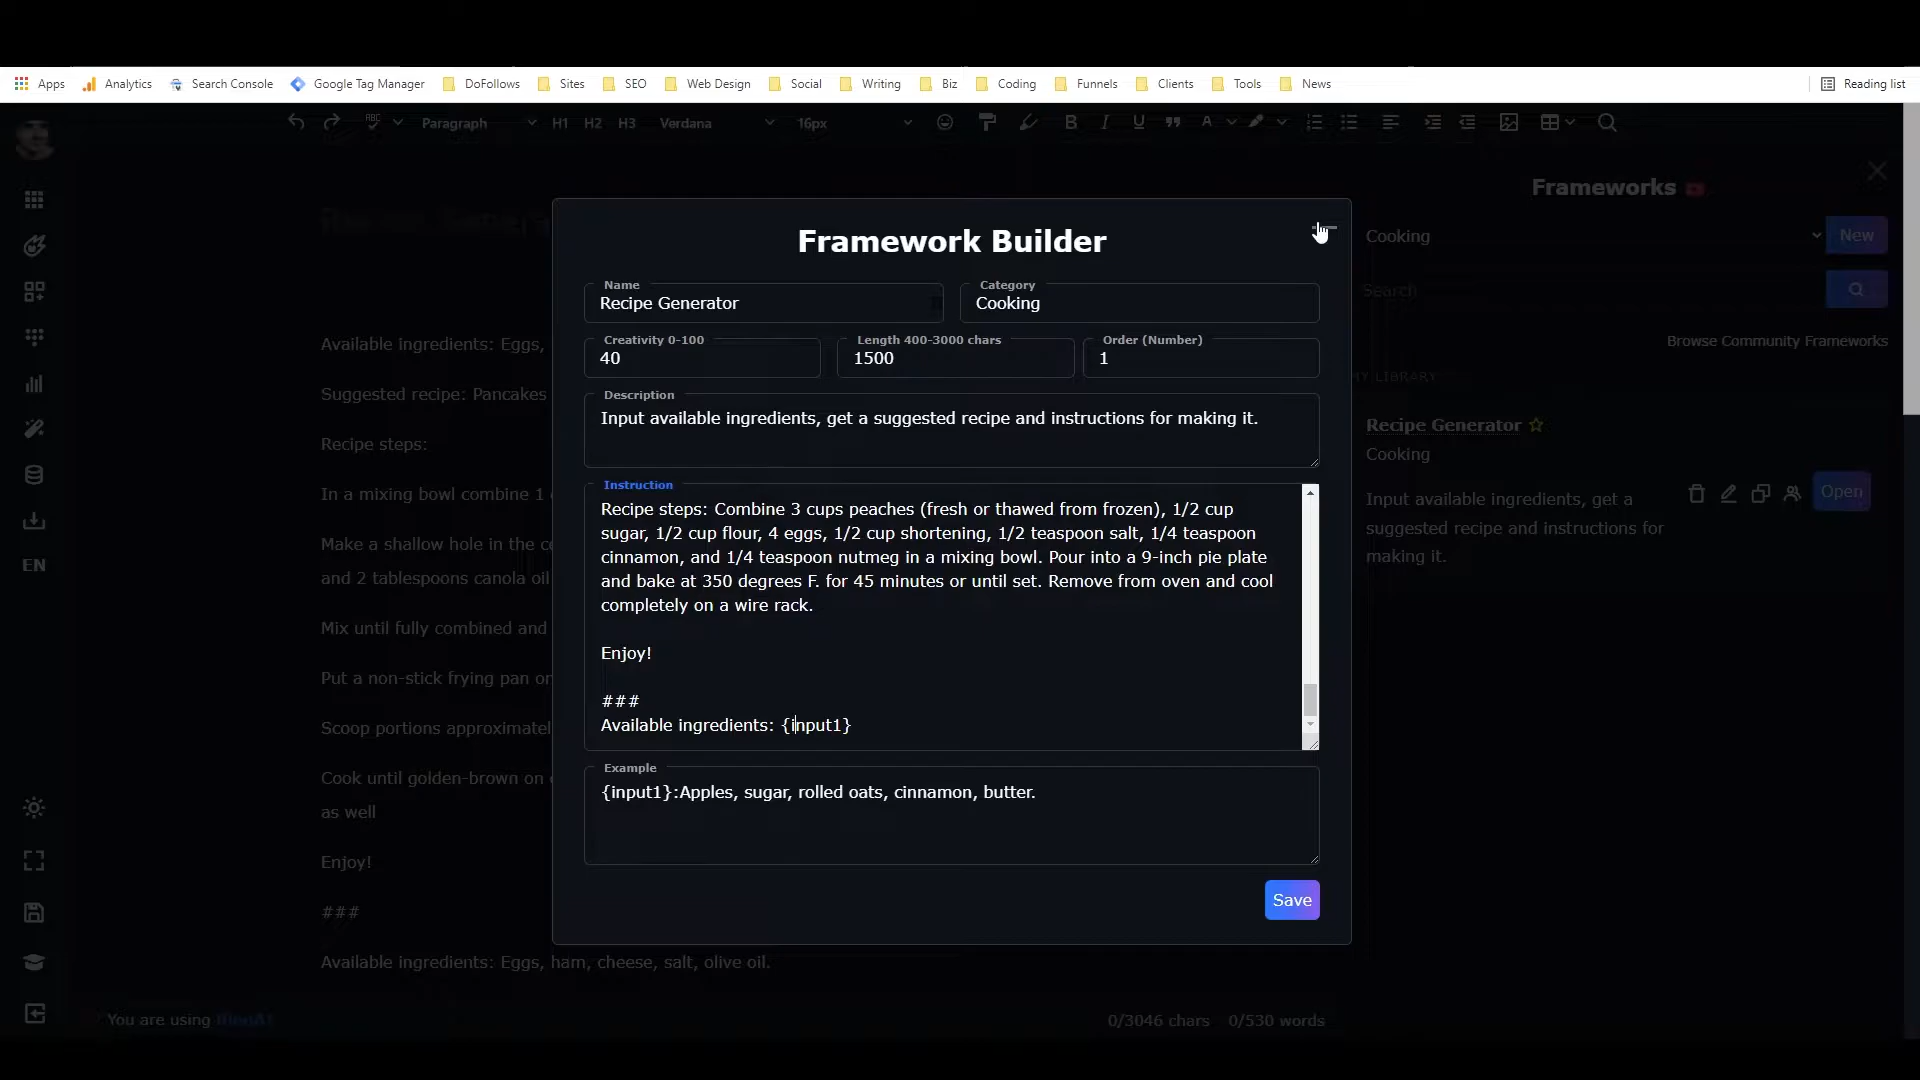 Apps Analytics Search Console Google Tag Manager DoFollows Sites SEO Web Design Social Writing Biz Coding Funnels Clients Tools News Reading list
ABC Paragraph H1 H2 H3 Verdana 16px B I U A
Frameworks
Cooking New
Search
Browse Community Frameworks
MY LIBRARY
Recipe Generator
Cooking
Input available ingredients, get a
suggested recipe and instructions for
making it.
Open
EN
Framework Builder
Name
Recipe Generator
Category
Cooking
Creativity 0-100
40
Length 400-3000 chars
1500
Order (Number)
1
Description
Input available ingredients, get a suggested recipe and instructions for making it.
Instruction
Recipe steps: Combine 3 cups peaches (fresh or thawed from frozen), 1/2 cup
sugar, 1/2 cup flour, 4 eggs, 1/2 cup shortening, 1/2 teaspoon salt, 1/4 teaspoon
cinnamon, and 1/4 teaspoon nutmeg in a mixing bowl. Pour into a 9-inch pie plate
and bake at 350 degrees F. for 45 minutes or until set. Remove from oven and cool
completely on a wire rack.
Enjoy!
###
Available ingredients: {input1}
Example
{input1}:Apples, sugar, rolled oats, cinnamon, butter.
Save
Available ingredients: Eggs,
Suggested recipe: Pancakes
Recipe steps:
In a mixing bowl combine 1
Make a shallow hole in the
and 2 tablespoons canola oil
Mix until fully combined and
Put a non-stick frying pan
Scoop portions approximatel
Cook until golden-brown on
as well
Enjoy!
###
Available ingredients: Eggs, ham, cheese, salt, olive oil.
You are using
0/3046 chars 0/530 words